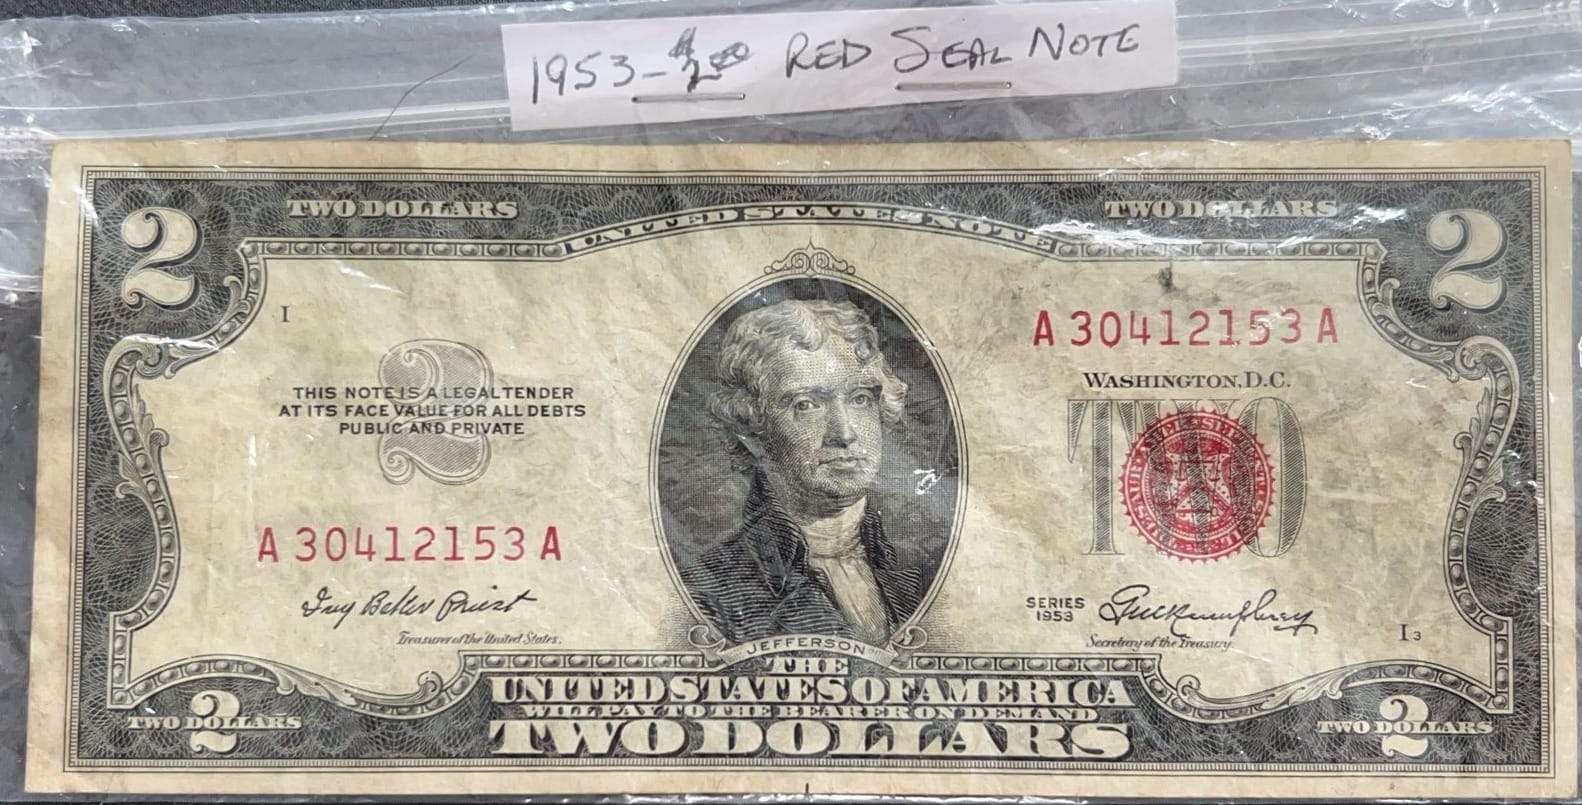 1953 - $2.00 RED SEAL NOTE
TWO DOLLARS
TWO DOLLARS
2
UNITED STATES NOTE
2
I
A 30412153 A
2
THIS NOTE IS A LEGAL TENDER
AT ITS FACE VALUE FOR ALL DEBTS
PUBLIC AND PRIVATE
WASHINGTON, D.C.
TWO
A 30412153 A
Ivy Baker Priest
Treasurer of the United States.
SERIES
1953
G.M. Humphrey
Secretary of the Treasury.
I 3
JEFFERSON
THE
UNITED STATES OF AMERICA
WILL PAY TO THE BEARER ON DEMAND
TWO DOLLARS
2
TWO DOLLARS
2
TWO DOLLARS